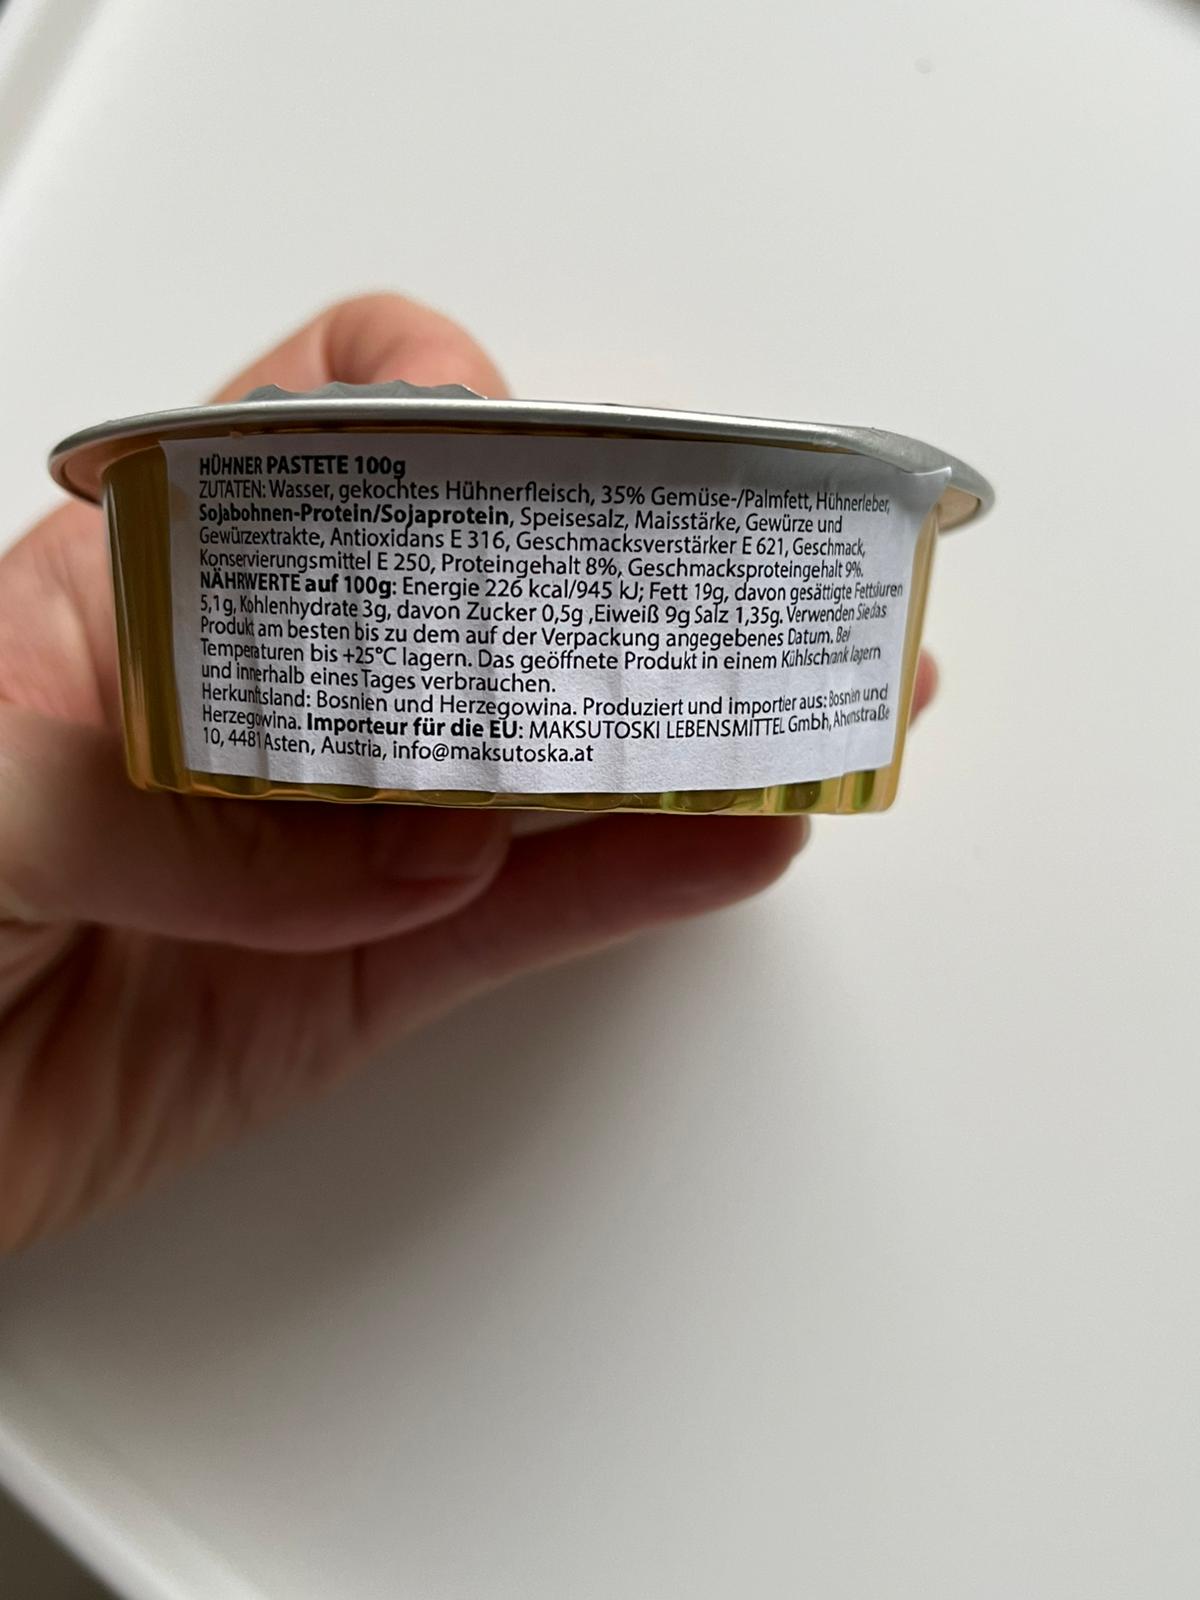 HÜHNER PASTETE 100g
ZUTATEN: Wasser, gekochtes Hühnerfleisch, 35% Gemüse-/Palmfett, Hühnerleber,
Sojabohnen-Protein/Sojaprotein, Speisesalz, Maisstärke, Gewürze und
Gewürzextrakte, Antioxidans E 316, Geschmacksverstärker E 621, Geschmack,
Konservierungsmittel E 250, Proteingehalt 8%, Geschmacksproteingehalt 9%.
NÄHRWERTE auf 100g: Energie 226 kcal/945 kJ; Fett 19g, davon gesättigte Fettsäuren
5,1g, Kohlenhydrate 3g, davon Zucker 0,5g ,Eiweiß 9g Salz 1,35g. Verwenden Sie das
Produkt am besten bis zu dem auf der Verpackung angegebenes Datum. Bei
Temperaturen bis +25°C lagern. Das geöffnete Produkt in einem Kühlschrank lagern
und innerhalb eines Tages verbrauchen.
Herkunftsland: Bosnien und Herzegowina. Produziert und importier aus: Bosnien und
Herzegowina. Importeur für die EU: MAKSUTOSKI LEBENSMITTEL Gmbh, Ahornstraße
10, 4481 Asten, Austria, info@maksutoska.at